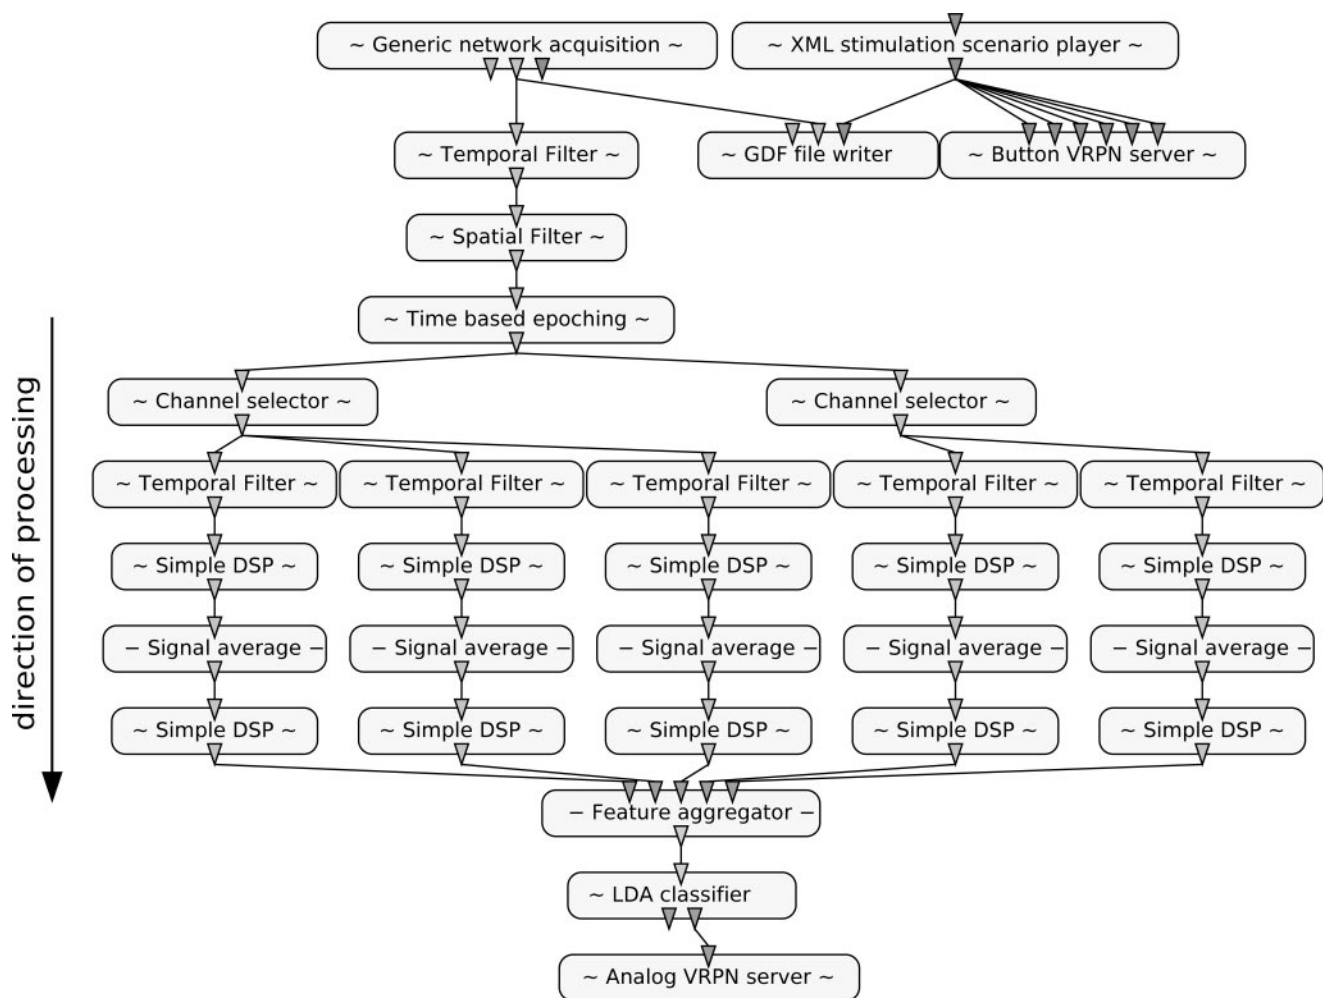 ~ Generic network acquisition ~
~ XML stimulation scenario player ~
~ Temporal Filter ~
~ GDF file writer
~ Button VRPN server ~
~ Spatial Filter ~
~ Time based epoching ~
direction of processing
~ Channel selector ~
~ Channel selector ~
~ Temporal Filter ~
~ Temporal Filter ~
~ Temporal Filter ~
~ Temporal Filter ~
~ Temporal Filter ~
~ Simple DSP ~
~ Simple DSP ~
~ Simple DSP ~
~ Simple DSP ~
~ Simple DSP ~
− Signal average −
− Signal average −
− Signal average −
− Signal average −
− Signal average −
~ Simple DSP ~
~ Simple DSP ~
~ Simple DSP ~
~ Simple DSP ~
~ Simple DSP ~
− Feature aggregator −
~ LDA classifier
~ Analog VRPN server ~